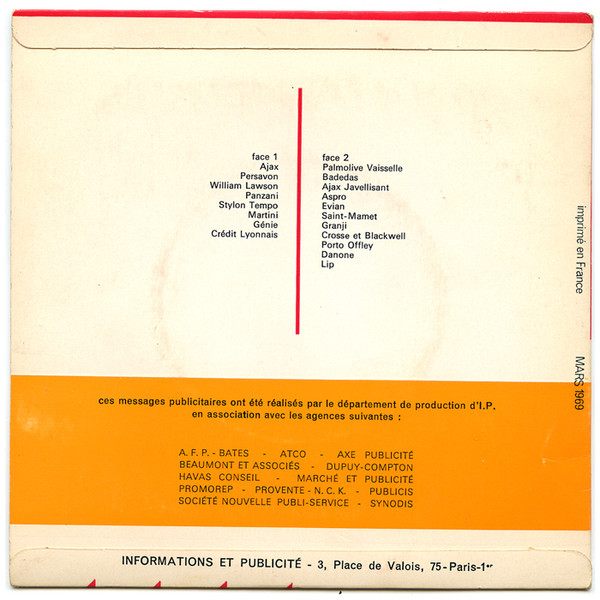 face 1
Ajax
Persavon
William Lawson
Panzani
Stylon Tempo
Martini
Génie
Crédit Lyonnais
face 2
Palmolive Vaisselle
Badedas
Ajax Javellisant
Aspro
Evian
Saint-Mamet
Granji
Crosse et Blackwell
Porto Offley
Danone
Lip
imprimé en France
MARS 1969
ces messages publicitaires ont été réalisés par le département de production d'I.P.
en association avec les agences suivantes :
A. F. P. - BATES - ATCO - AXE PUBLICITÉ
BEAUMONT ET ASSOCIÉS - DUPUY-COMPTON
HAVAS CONSEIL - MARCHÉ ET PUBLICITÉ
PROMOREP - PROVENTE - N. C. K. - PUBLICIS
SOCIÉTÉ NOUVELLE PUBLI-SERVICE - SYNODIS
INFORMATIONS ET PUBLICITÉ - 3, Place de Valois, 75-Paris-1er